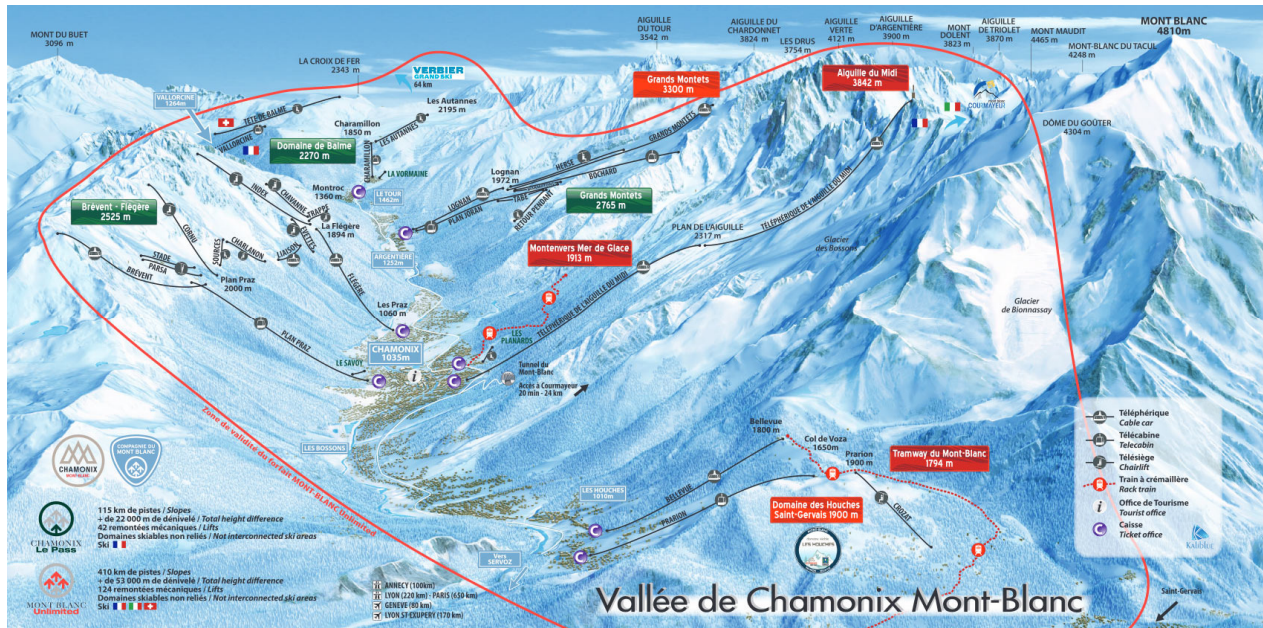 MONT DU BUET
3096 m
LA CROIX DE FER
2343 m
VERBIER
GRAND SKI
64 km
AIGUILLE
DU TOUR
3542 m
AIGUILLE DU
CHARDONNET
3824 m
LES DRUS
3754 m
AIGUILLE
VERTE
4121 m
AIGUILLE
D'ARGENTIÈRE
3900 m
MONT
DOLENT
3823 m
AIGUILLE
DE TRIOLET
3870 m
MONT MAUDIT
4465 m
MONT-BLANC DU TACUL
4248 m
MONT BLANC
4810m
DÔME DU GOÛTER
4304 m
COURMAYEUR
VALLORCINE
1264m
TÊTE DE BALME
VALLORCINE
Domaine de Balme
2270 m
Charamillon
1850 m
Les Autannes
2195 m
LES AUTANNES
CHARAMILLON
LA VORMAINE
LE TOUR
1462m
Montroc
1360 m
Grands Montets
3300 m
Aiguille du Midi
3842 m
GRANDS MONTETS
HERSE
BOCHARD
Lognan
1972 m
LOGNAN
PLAN JORAN
TABE
RETOUR PENDANT
Grands Montets
2765 m
ARGENTIÈRE
1252m
Brévent - Flégère
2525 m
INDEX
CHAVANNE
TRAPPE
La Flégère
1894 m
EVETTES
CORNU
SOURCES
CHARLANON
LIAISON
FLÉGÈRE
STADE
PARSA
BRÉVENT
Plan Praz
2000 m
PLAN PRAZ
Les Praz
1060 m
CHAMONIX
1035m
LE SAVOY
Montenvers Mer de Glace
1913 m
LES
PLANARDS
PLAN DE L'AIGUILLE
2317 m
TÉLÉPHÉRIQUE DE L'AIGUILLE DU MIDI
TÉLÉPHÉRIQUE DE L'AIGUILLE DU MIDI
Glacier
des Bossons
Glacier
de Bionnassay
Tunnel du
Mont-Blanc
Accès à Courmayeur
20 min - 24 km
Zone de validité du forfait MONT-BLANC Unlimited
LES BOSSONS
LES HOUCHES
1010m
Vers
SERVOZ
Bellevue
1800 m
BELLEVUE
Col de Voza
1650m
Prarion
1900 m
PRARION
CROZAT
Tramway du Mont-Blanc
1794 m
Domaine des Houches
Saint-Gervais 1900 m
LES HOUCHES
CHAMONIX
MONT-BLANC
COMPAGNIE DU
MONT BLANC
CHAMONIX
Le Pass
115 km de pistes / Slopes
+ de 22 000 m de dénivelé / Total height difference
42 remontées mécaniques / Lifts
Domaines skiables non reliés / Not interconnected ski areas
Ski
MONT BLANC
Unlimited
410 km de pistes / Slopes
+ de 53 000 m de dénivelé / Total height difference
124 remontées mécaniques / Lifts
Domaines skiables non reliés / Not interconnected ski areas
Ski
ANNECY (100km)
LYON (220 km) - PARIS (650 km)
GENEVE (80 km)
LYON ST-EXUPERY (170 km)
Téléphérique
Cable car
Télécabine
Telecabin
Télésiège
Chairlift
Train à crémaillère
Rack train
i
Office de Tourisme
Tourist office
C
Caisse
Ticket office
Kaliblue
Saint-Gervais
Vallée de Chamonix Mont-Blanc